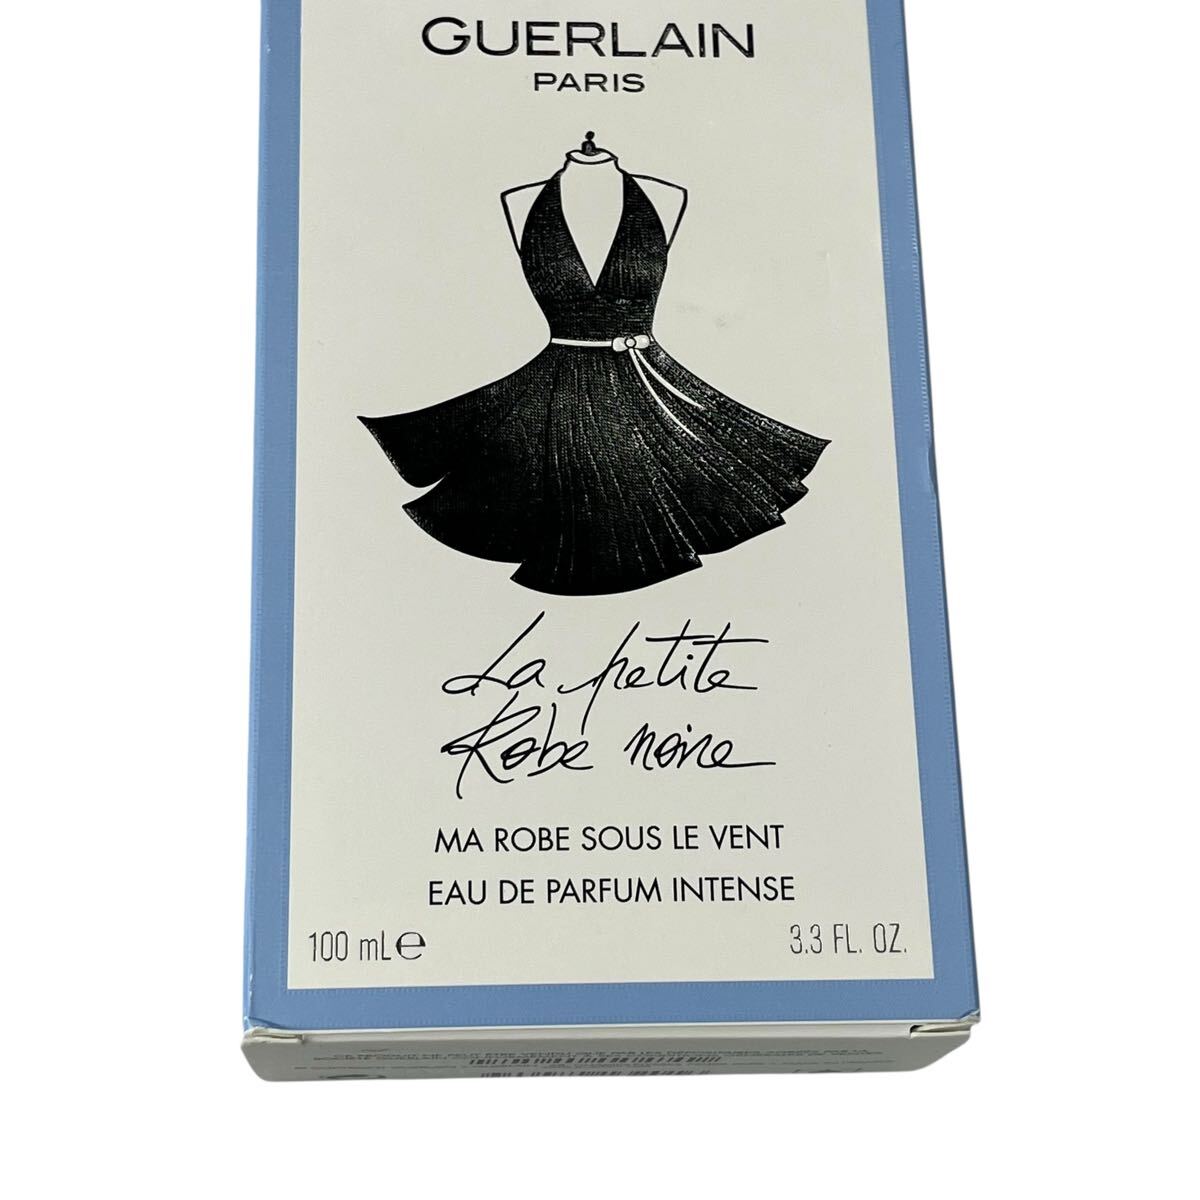 GUERLAIN
PARIS
La petite
Robe noire
MA ROBE SOUS LE VENT
EAU DE PARFUM INTENSE
100 mL℮
3.3 FL. OZ.